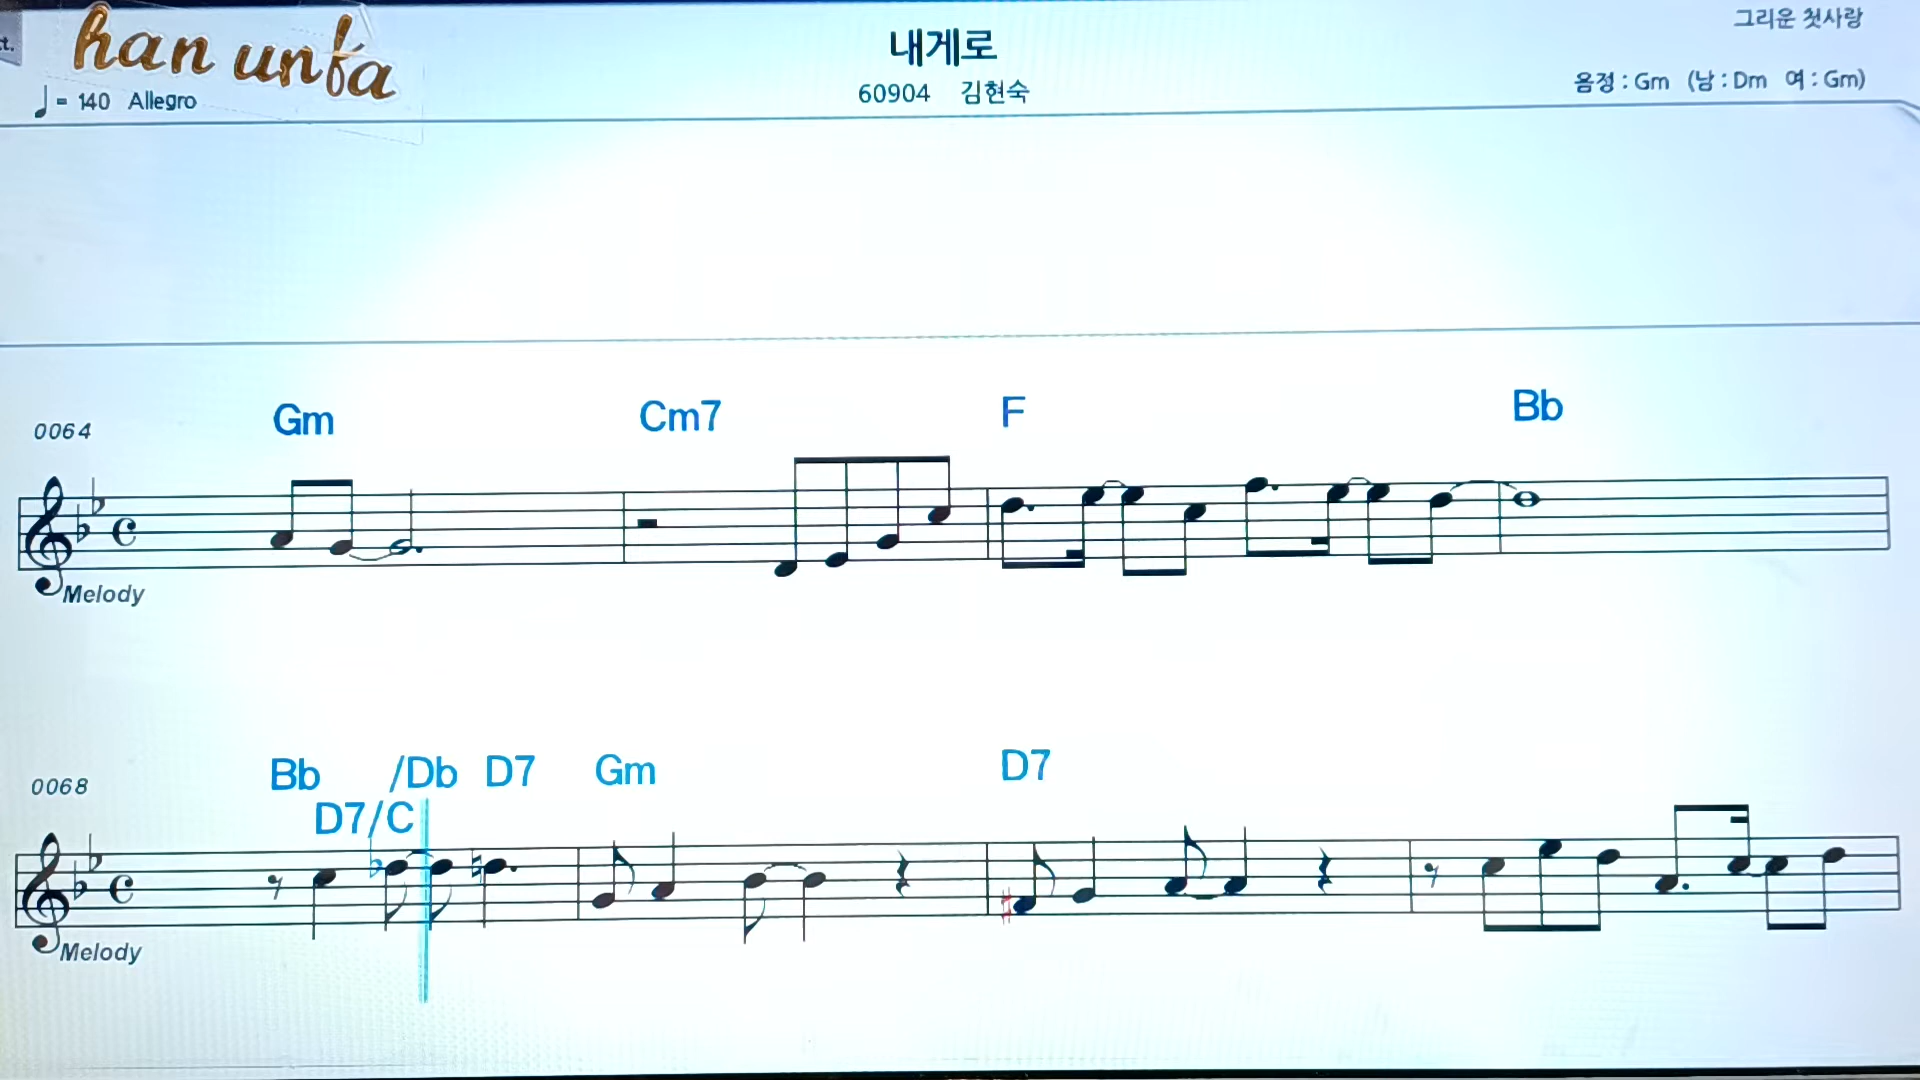 han unfa
그리운 첫사랑
내게로
♩= 140 Allegro
60904 김현숙
음정 : Gm (남 : Dm 여 : Gm)
0064
Gm Cm7 F Bb
Melody
0068
Bb /Db D7 Gm D7
D7/C
Melody